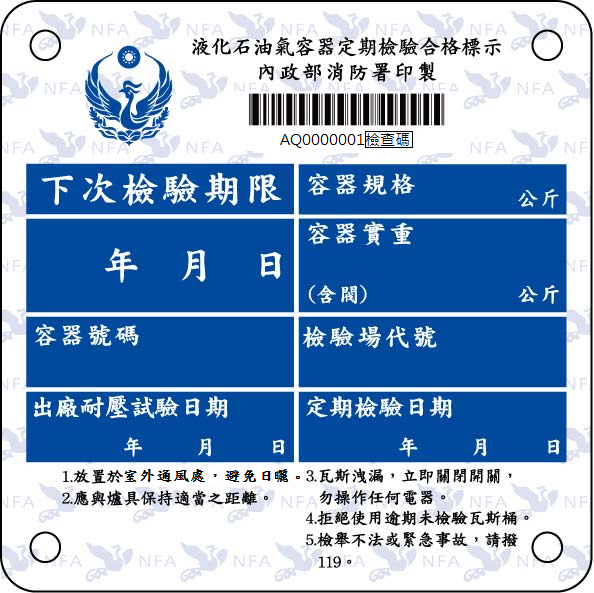 液化石油氣容器定期檢驗合格標示
內政部消防署印製
AQ0000001檢查碼
下次檢驗期限
年 月 日
容器規格
公斤
容器實重
(含閥) 公斤
容器號碼
檢驗場代號
出廠耐壓試驗日期
年 月 日
定期檢驗日期
年 月 日
1.放置於室外通風處，避免日曬。
2.應與爐具保持適當之距離。
3.瓦斯洩漏，立即關閉開關，
勿操作任何電器。
4.拒絕使用逾期未檢驗瓦斯桶。
5.檢舉不法或緊急事故，請撥
119。
NFA